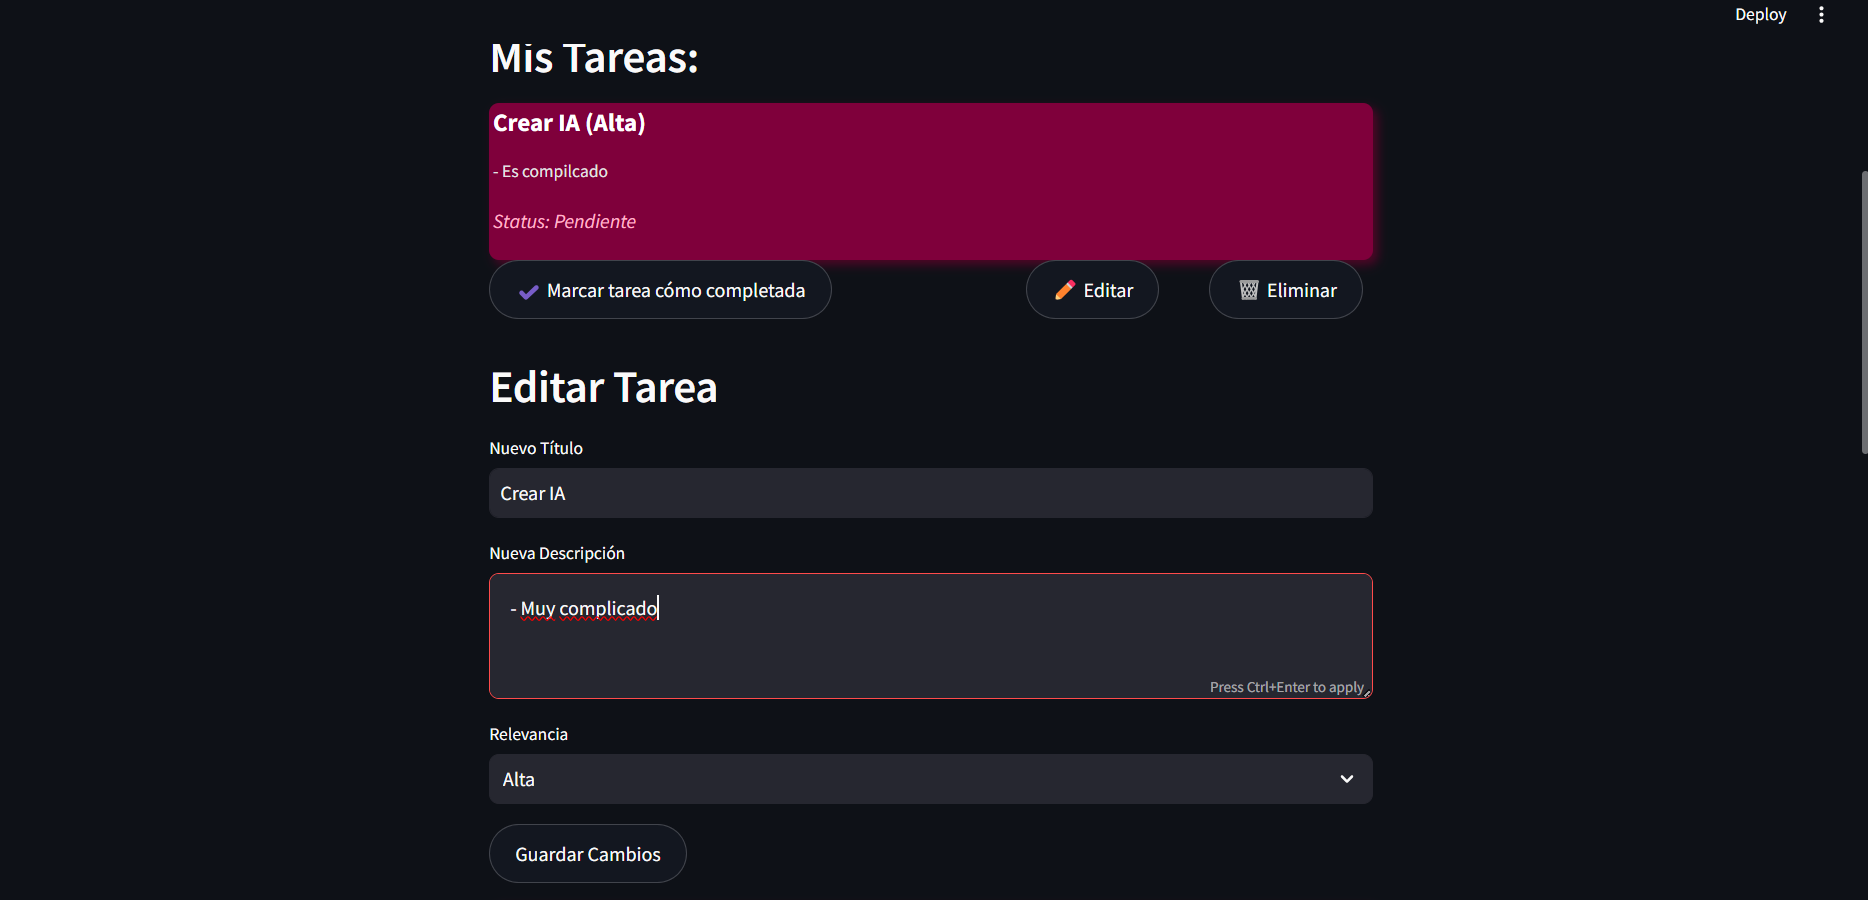 Deploy
Mis Tareas:
Crear IA (Alta)
- Es compilcado
Status: Pendiente
Marcar tarea cómo completada
Editar
Eliminar
Editar Tarea
Nuevo Título
Crear IA
Nueva Descripción
- Muy complicado
Press Ctrl+Enter to apply
Relevancia
Alta
Guardar Cambios